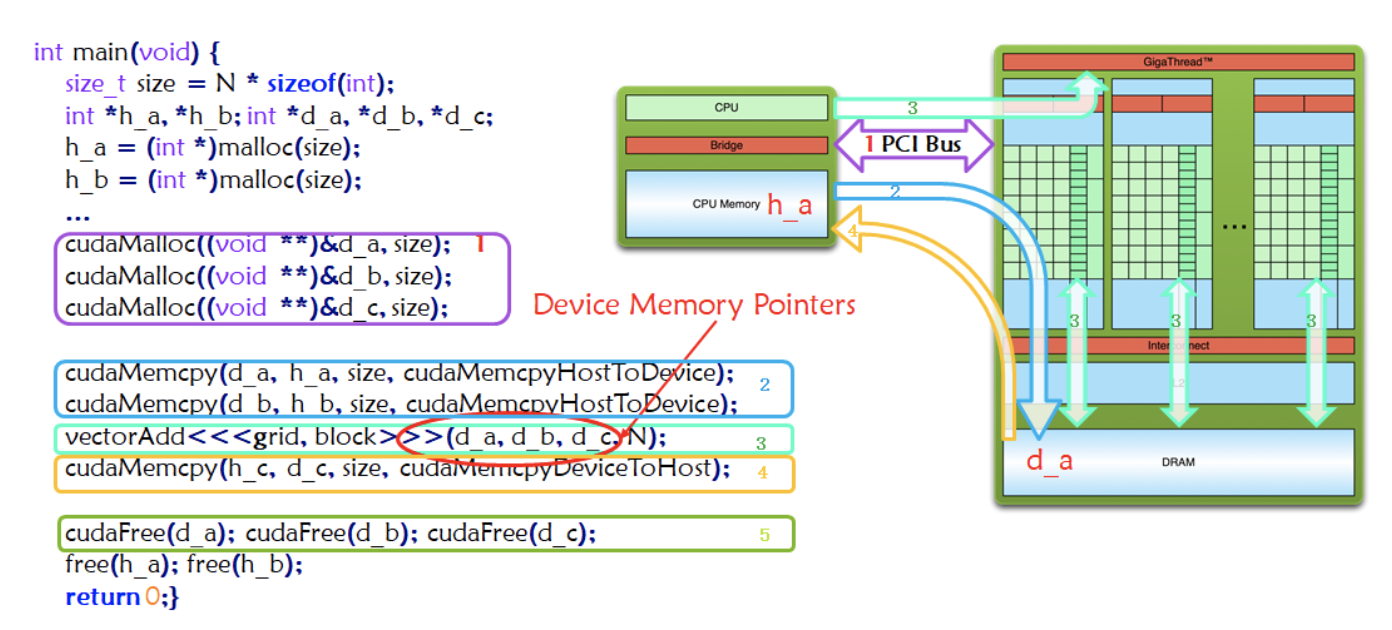 int main(void) {
size_t size = N * sizeof(int);
int *h_a, *h_b; int *d_a, *d_b, *d_c;
h_a = (int *)malloc(size);
h_b = (int *)malloc(size);
...
cudaMalloc((void **)&d_a, size); 1
cudaMalloc((void **)&d_b, size);
cudaMalloc((void **)&d_c, size);
Device Memory Pointers
cudaMemcpy(d_a, h_a, size, cudaMemcpyHostToDevice);
cudaMemcpy(d_b, h_b, size, cudaMemcpyHostToDevice);
2
vectorAdd<<<grid, block>>>(d_a, d_b, d_c, N); 3
cudaMemcpy(h_c, d_c, size, cudaMemcpyDeviceToHost); 4
cudaFree(d_a); cudaFree(d_b); cudaFree(d_c); 5
free(h_a); free(h_b);
return 0;}
CPU
Bridge
CPU Memory h_a
3
1 PCI Bus
2
4
GigaThread™
...
3 3 3
Interconnect
L2
d_a
DRAM